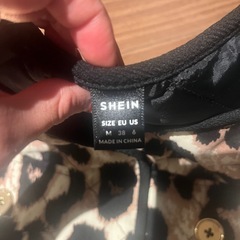 SHEIN
SIZE EU US
M 38 6
MADE IN CHINA